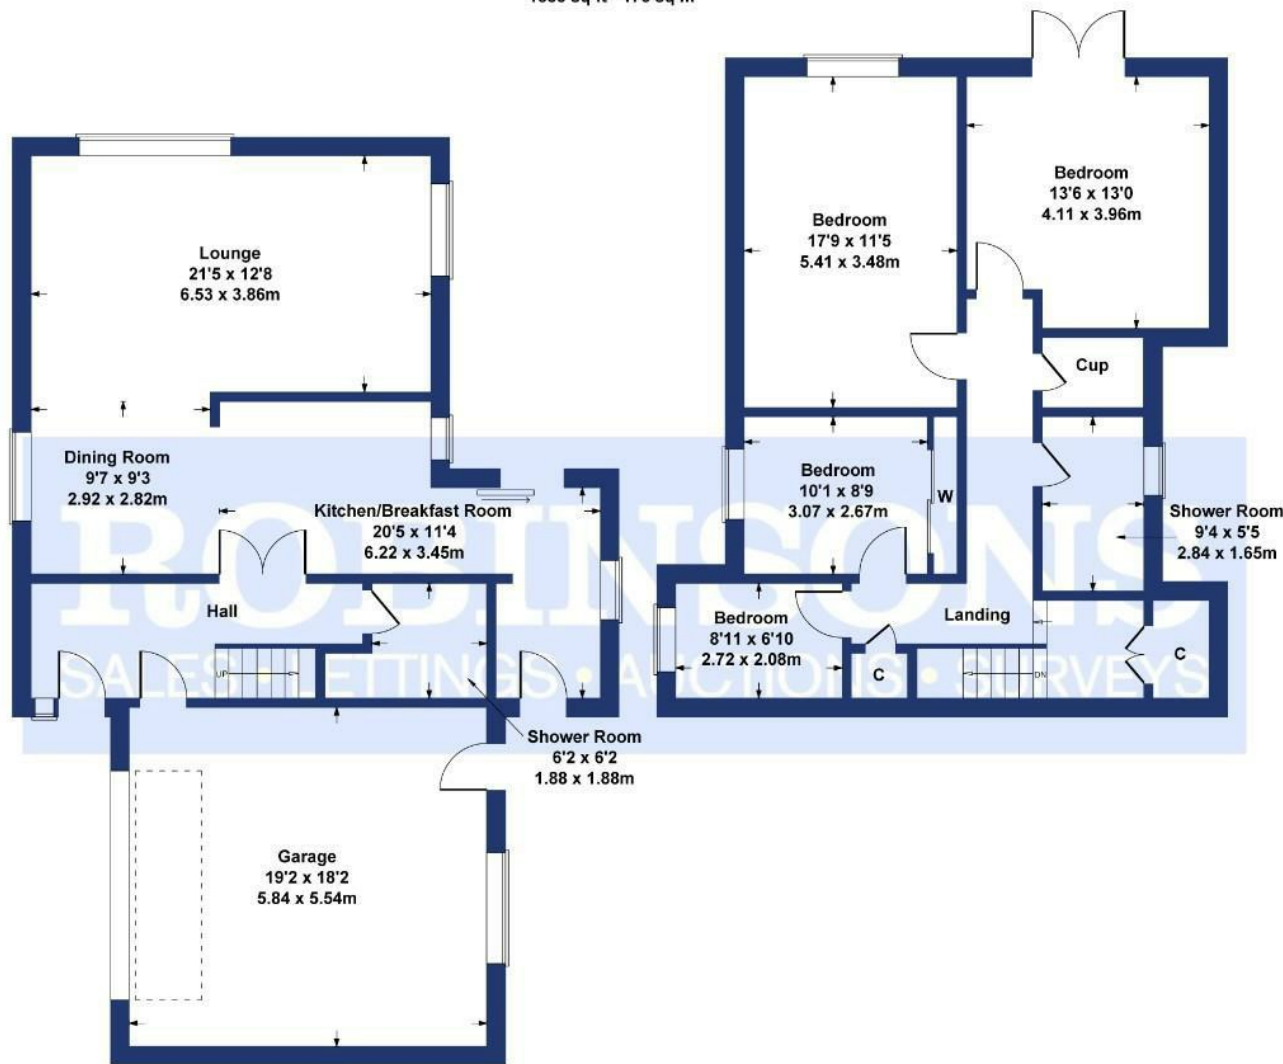 Lounge
21'5 x 12'8
6.53 x 3.86m
Dining Room
9'7 x 9'3
2.92 x 2.82m
Kitchen/Breakfast Room
20'5 x 11'4
6.22 x 3.45m
Hall
UP
Shower Room
6'2 x 6'2
1.88 x 1.88m
Garage
19'2 x 18'2
5.84 x 5.54m
Bedroom
17'9 x 11'5
5.41 x 3.48m
Bedroom
13'6 x 13'0
4.11 x 3.96m
Cup
Bedroom
10'1 x 8'9
3.07 x 2.67m
W
Shower Room
9'4 x 5'5
2.84 x 1.65m
Bedroom
8'11 x 6'10
2.72 x 2.08m
Landing
C
DN
C
ROBINSONS
SALES • LETTINGS • AUCTIONS • SURVEYS